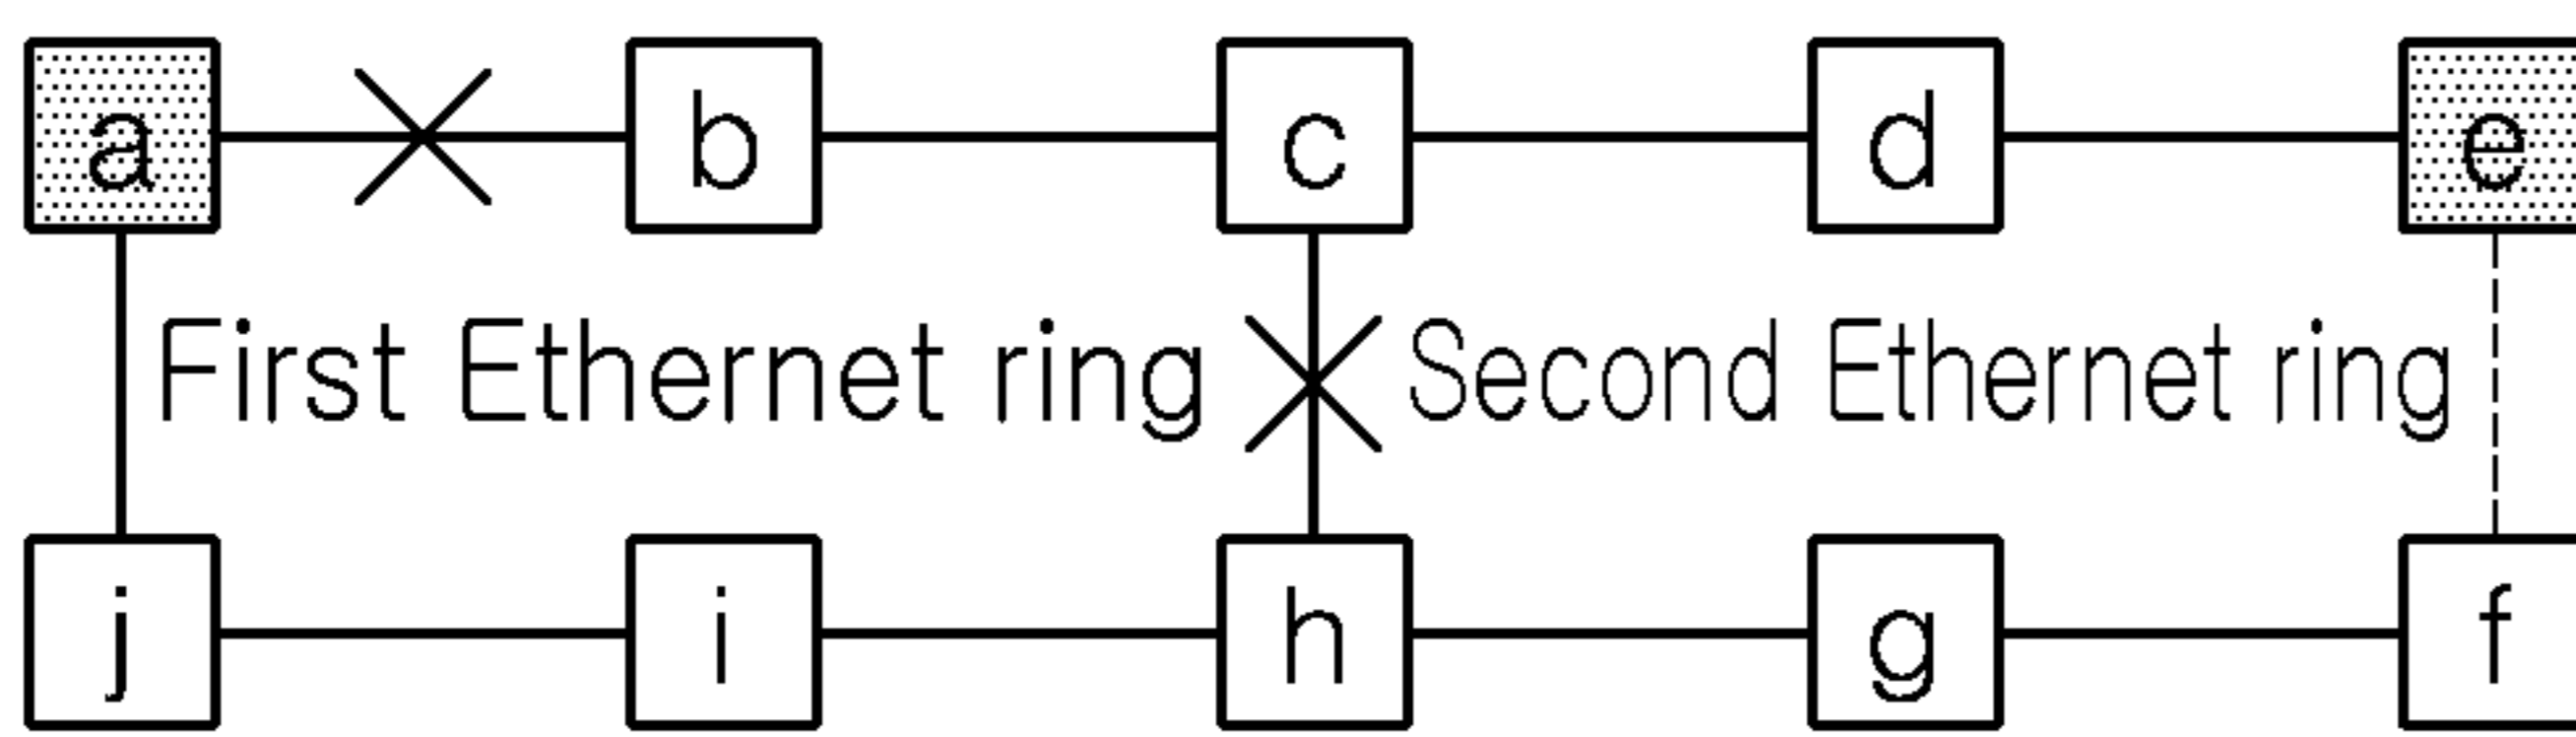 a b c d e
First Ethernet ring Second Ethernet ring
j i h g f